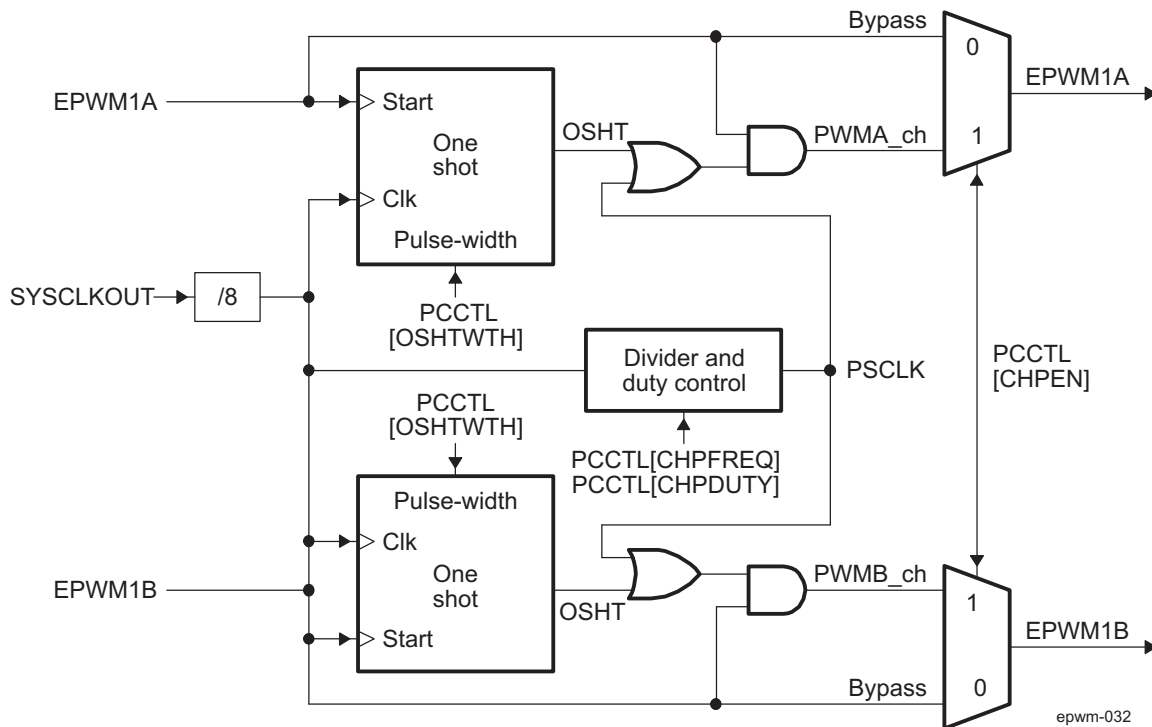 Bypass
0
EPWM1A
EPWM1A
Start
OSHT
One
shot
PWMA_ch
1
Clk
Pulse-width
SYSCLKOUT
/8
PCCTL
[OSHTWTH]
Divider and
duty control
PSCLK
PCCTL
[CHPEN]
PCCTL
[OSHTWTH]
PCCTL[CHPFREQ]
PCCTL[CHPDUTY]
Pulse-width
Clk
One
shot
PWMB_ch
1
EPWM1B
OSHT
Start
EPWM1B
Bypass
0
epwm-032